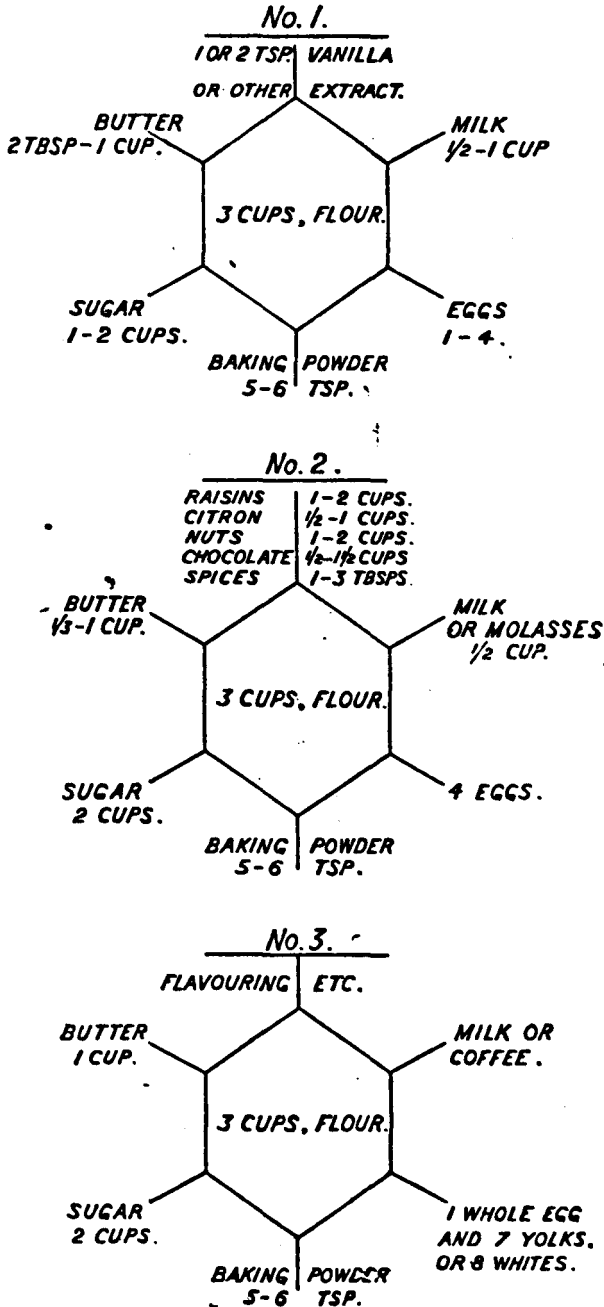 No. 1.
1 OR 2 TSP. VANILLA
OR OTHER EXTRACT.
BUTTER
2 TBSP - 1 CUP.
MILK
1/2 - 1 CUP
3 CUPS, FLOUR.
SUGAR
1 - 2 CUPS.
EGGS
1 - 4.
BAKING POWDER
5-6 TSP.
No. 2.
RAISINS 1-2 CUPS.
CITRON 1/2-1 CUPS.
NUTS 1-2 CUPS.
CHOCOLATE 1/2-1 1/2 CUPS
SPICES 1-3 TBSPS.
BUTTER
1/3 - 1 CUP.
MILK
OR MOLASSES
1/2 CUP.
3 CUPS, FLOUR.
SUGAR
2 CUPS.
4 EGGS.
BAKING POWDER
5-6 TSP.
No. 3.
FLAVOURING ETC.
BUTTER
1 CUP.
MILK OR
COFFEE.
3 CUPS, FLOUR.
SUGAR
2 CUPS.
1 WHOLE EGG
AND 7 YOLKS.
OR 8 WHITES.
BAKING POWDER
5-6 TSP.